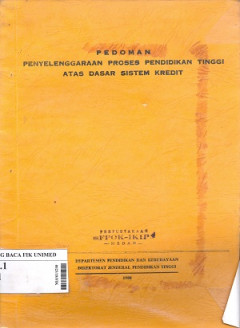 PEDOMAN
PENYELENGGARAAN PROSES PENDIDIKAN TINGGI
ATAS DASAR SISTEM KREDIT
PERPUSTAKAAN
FPOK-IKIP
MEDAN
NG BACA FIK UNIMED
DEPARTEMEN PENDIDIKAN DAN KEBUDAYAAN
DIREKTORAT JENDERAL PENDIDIKAN TINGGI